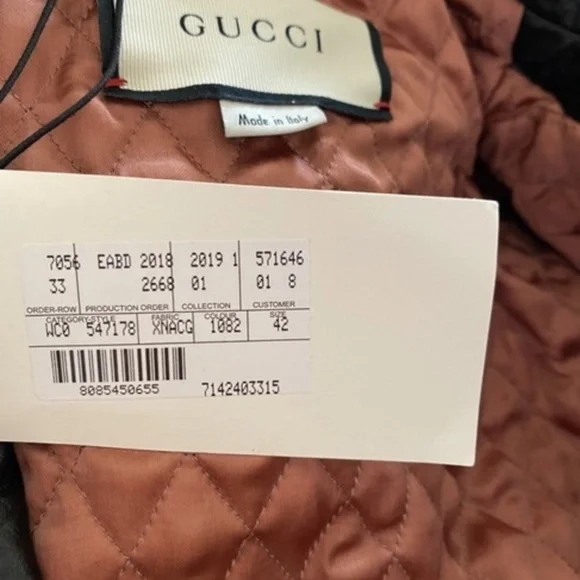 GUCCI
Made in Italy
7056 EABD 2018 2019 1 571646
33 2668 01 01 8
ORDER-ROW PRODUCTION ORDER COLLECTION CUSTOMER
CATEGORY-STYLE FABRIC COLOUR SIZE
WC0 547178 XNACG 1082 42
8085450655 7142403315